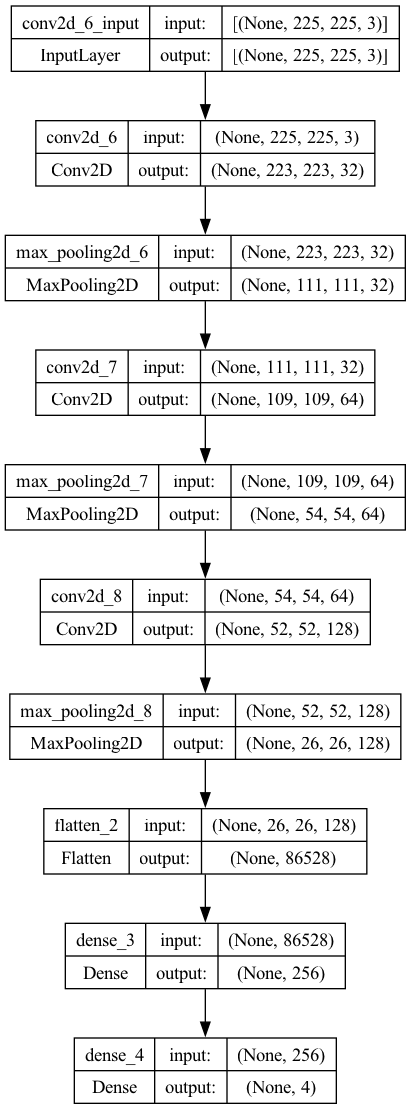 conv2d_6_input input: [(None, 225, 225, 3)]
InputLayer output: [(None, 225, 225, 3)]
conv2d_6 input: (None, 225, 225, 3)
Conv2D output: (None, 223, 223, 32)
max_pooling2d_6 input: (None, 223, 223, 32)
MaxPooling2D output: (None, 111, 111, 32)
conv2d_7 input: (None, 111, 111, 32)
Conv2D output: (None, 109, 109, 64)
max_pooling2d_7 input: (None, 109, 109, 64)
MaxPooling2D output: (None, 54, 54, 64)
conv2d_8 input: (None, 54, 54, 64)
Conv2D output: (None, 52, 52, 128)
max_pooling2d_8 input: (None, 52, 52, 128)
MaxPooling2D output: (None, 26, 26, 128)
flatten_2 input: (None, 26, 26, 128)
Flatten output: (None, 86528)
dense_3 input: (None, 86528)
Dense output: (None, 256)
dense_4 input: (None, 256)
Dense output: (None, 4)